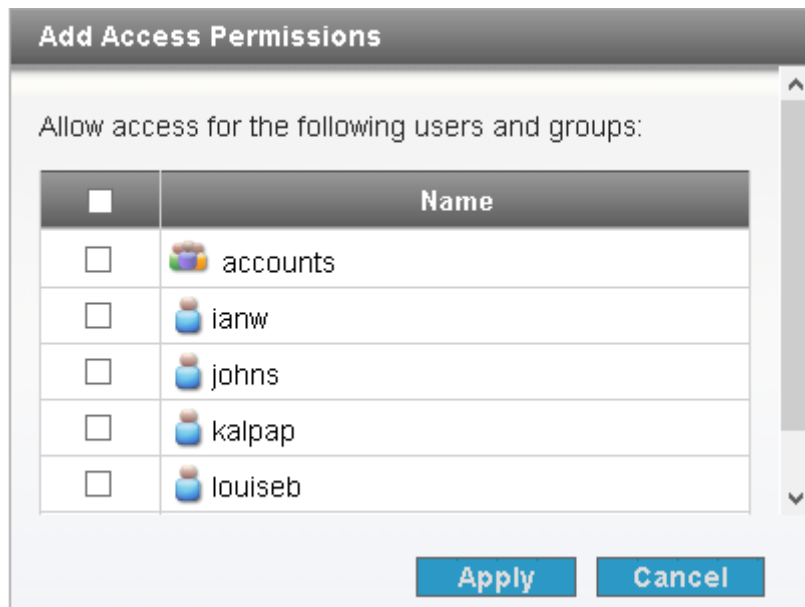 Add Access Permissions
Allow access for the following users and groups:
Name
accounts
ianw
johns
kalpap
louiseb
Apply Cancel